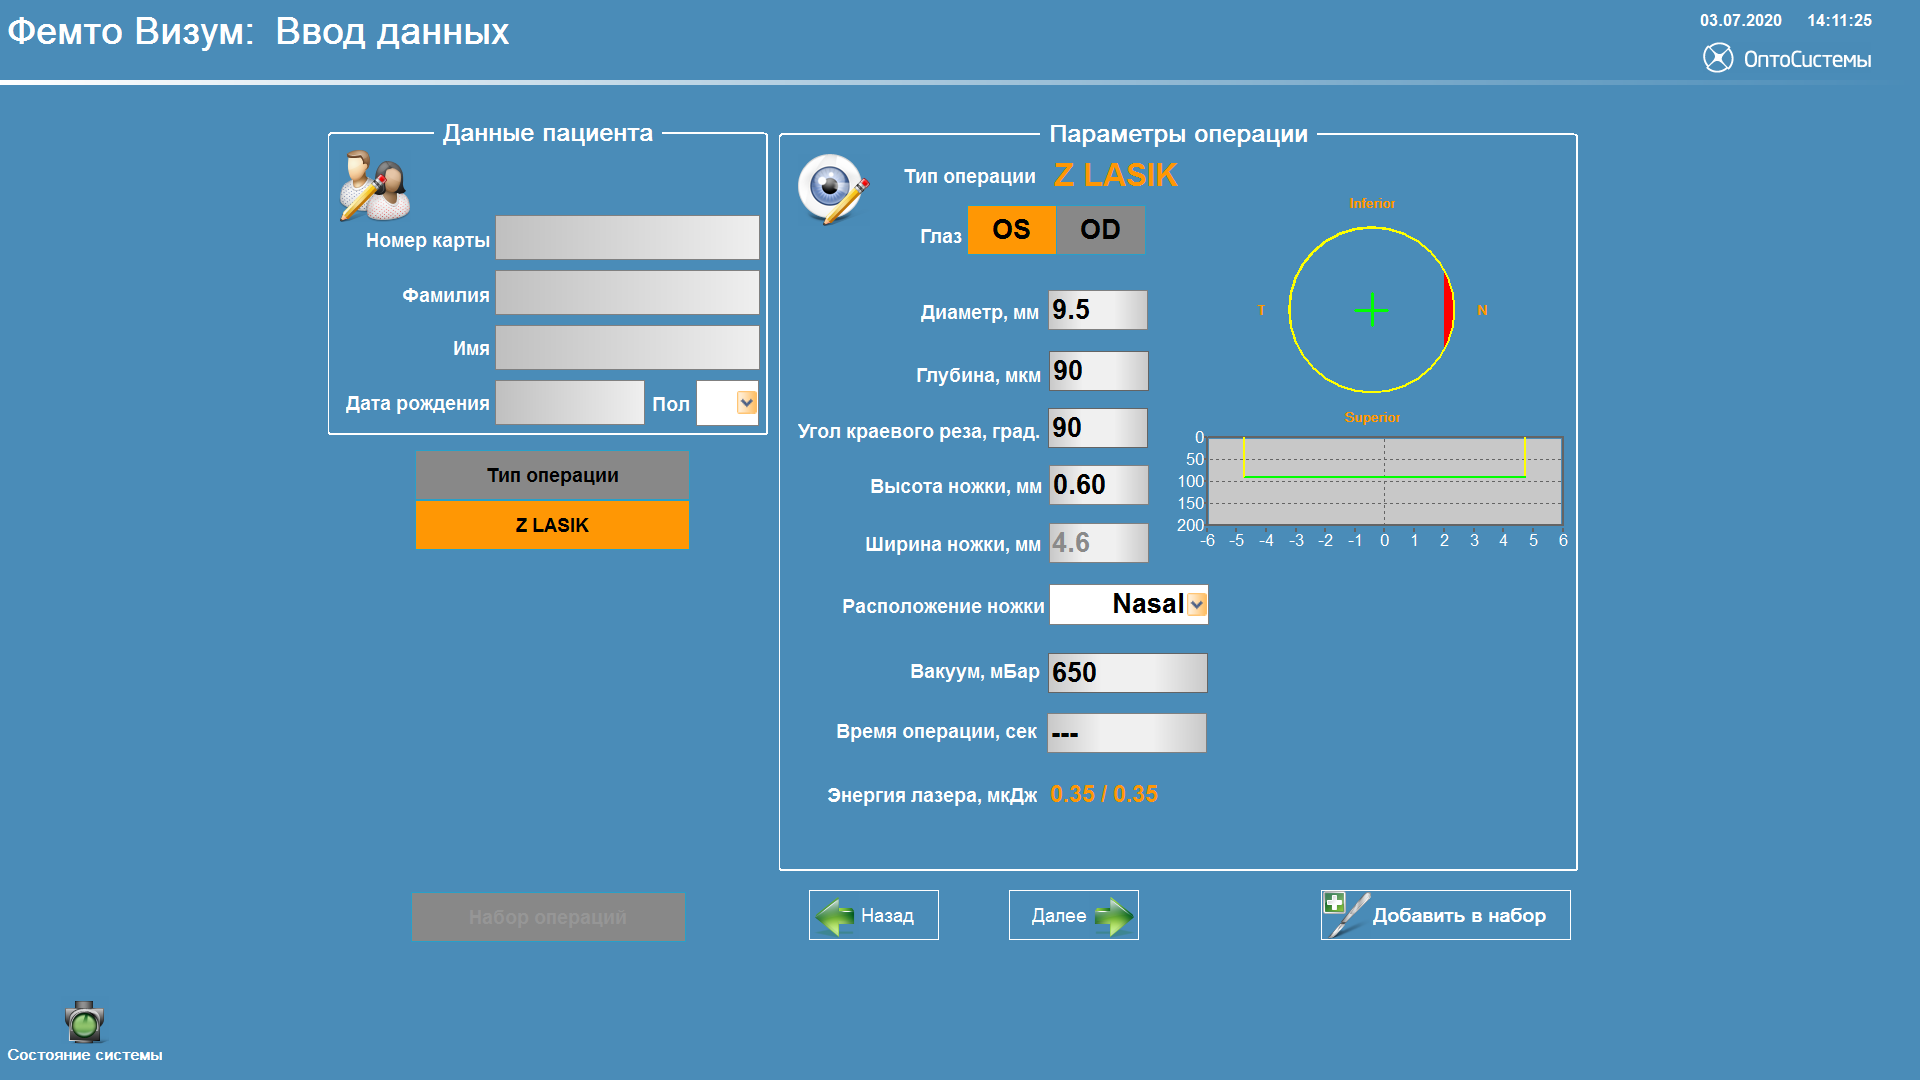 Фемто Визум: Ввод данных
03.07.2020 14:11:25
ОптоСистемы
Данные пациента
Номер карты
Фамилия
Имя
Дата рождения
Пол
Тип операции
Z LASIK
Параметры операции
Тип операции Z LASIK
Глаз OS OD
Диаметр, мм 9.5
Глубина, мкм 90
Угол краевого реза, град. 90
Высота ножки, мм 0.60
Ширина ножки, мм 4.6
Расположение ножки Nasal
Вакуум, мБар 650
Время операции, сек ---
Энергия лазера, мкДж 0.35 / 0.35
Inferior
T N
Superior
0
50
100
150
200
-6 -5 -4 -3 -2 -1 0 1 2 3 4 5 6
Набор операций
Назад
Далее
Добавить в набор
Состояние системы